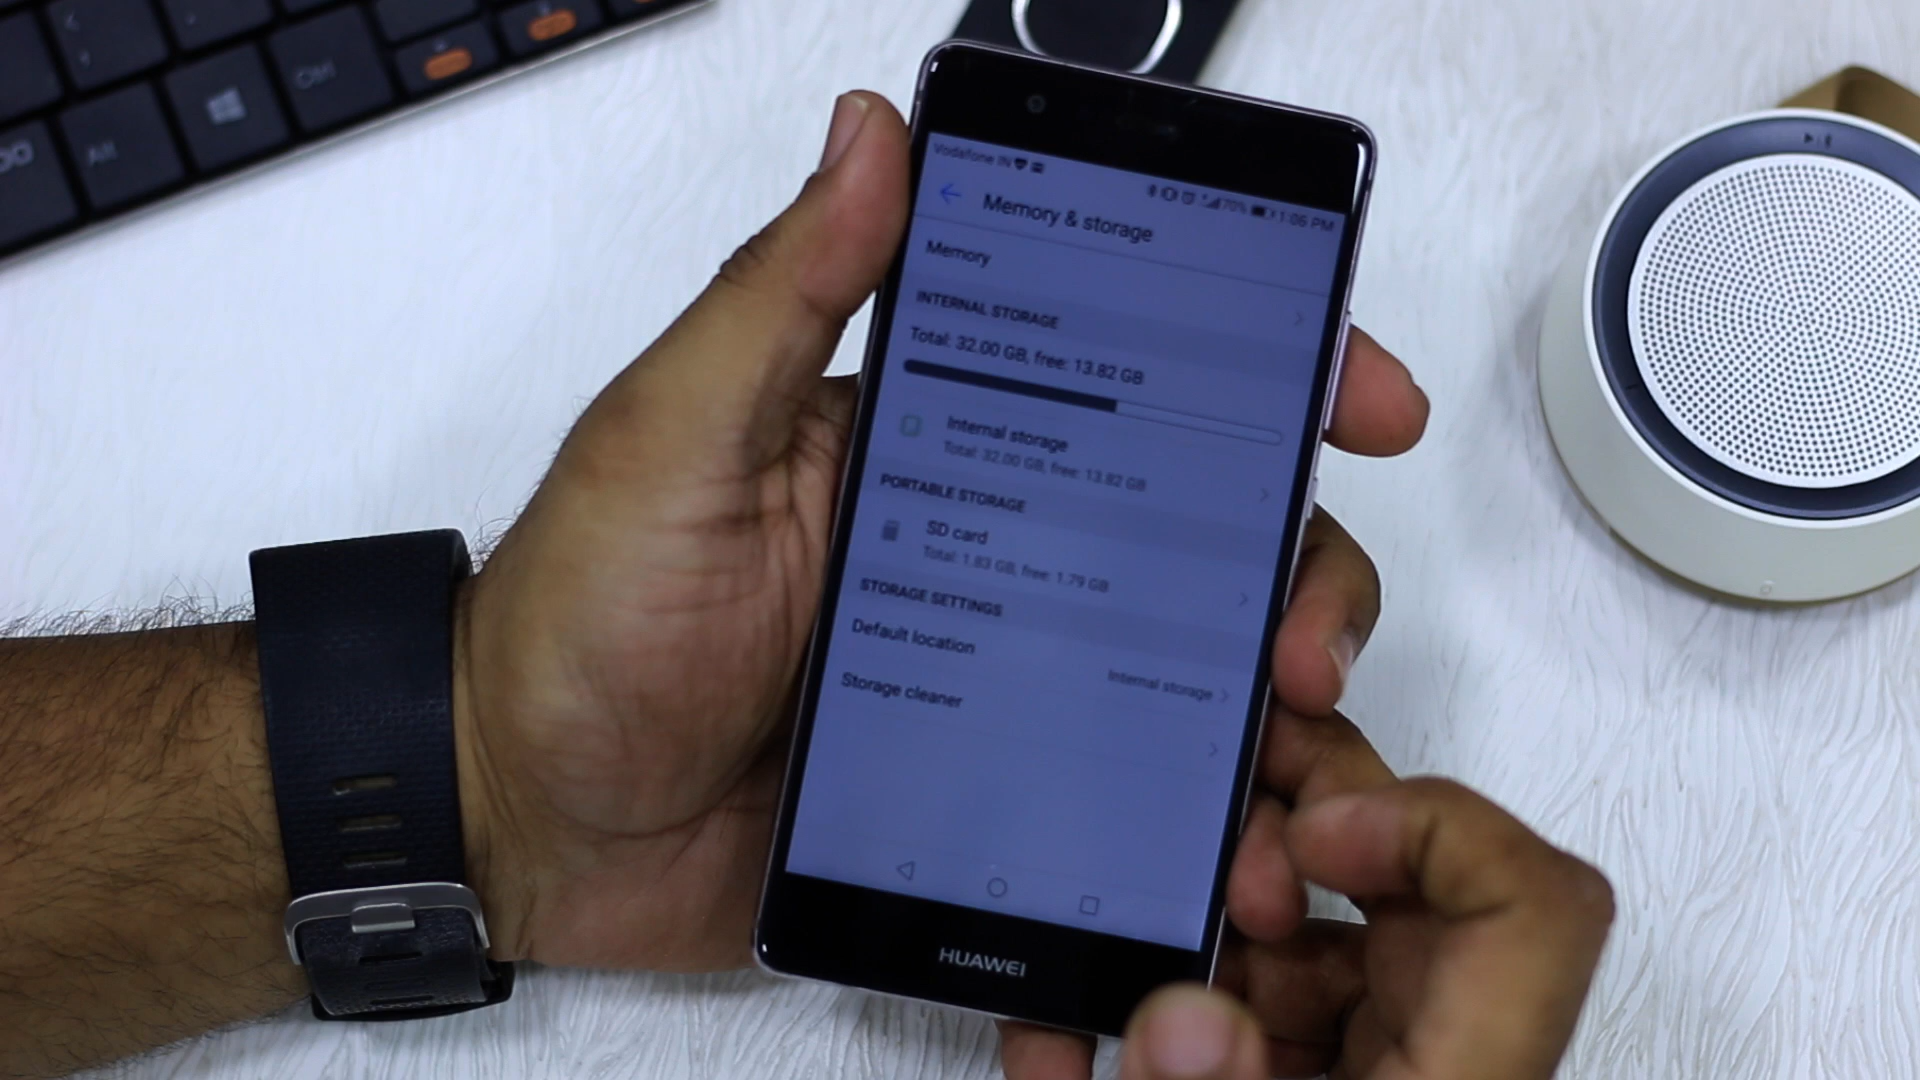 Ctrl
Alt
Vodafone IN
70% 1:05 PM
Memory & storage
Memory
INTERNAL STORAGE
Total: 32.00 GB, free: 13.82 GB
Internal storage
Total: 32.00 GB, free: 13.82 GB
PORTABLE STORAGE
SD card
Total: 1.83 GB, free: 1.79 GB
STORAGE SETTINGS
Default location
Internal storage
Storage cleaner
HUAWEI